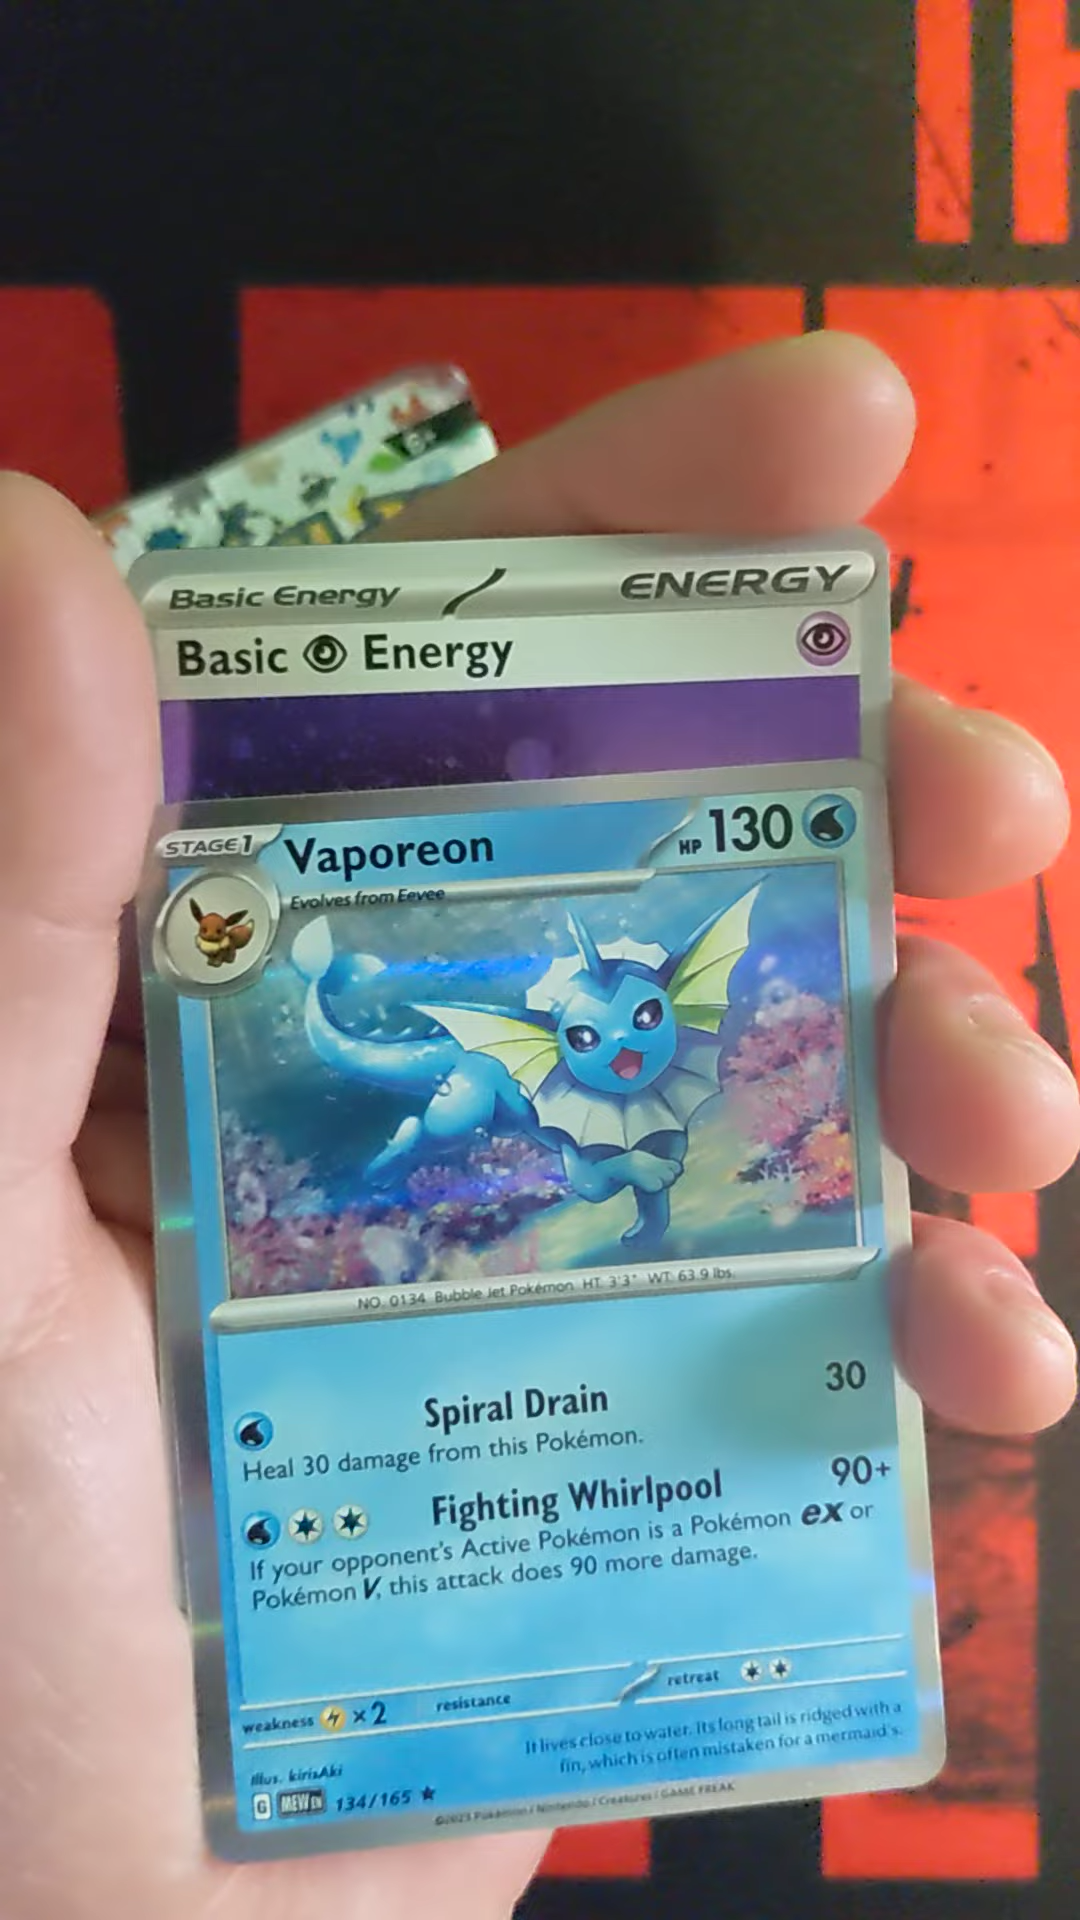 6+
Basic Energy ENERGY
Basic Energy
STAGE1 Vaporeon HP 130
Evolves from Eevee
NO. 0134 Bubble Jet Pokémon HT: 3'3" WT: 63.9 lbs.
Spiral Drain 30
Heal 30 damage from this Pokémon.
Fighting Whirlpool 90+
If your opponent's Active Pokémon is a Pokémon ex or
Pokémon V, this attack does 90 more damage.
weakness ×2 resistance retreat
It lives close to water. Its long tail is ridged with a
fin, which is often mistaken for a mermaid's.
Illus. kirisAki
G MEW EN 134/165
©2023 Pokémon / Nintendo / Creatures / GAME FREAK